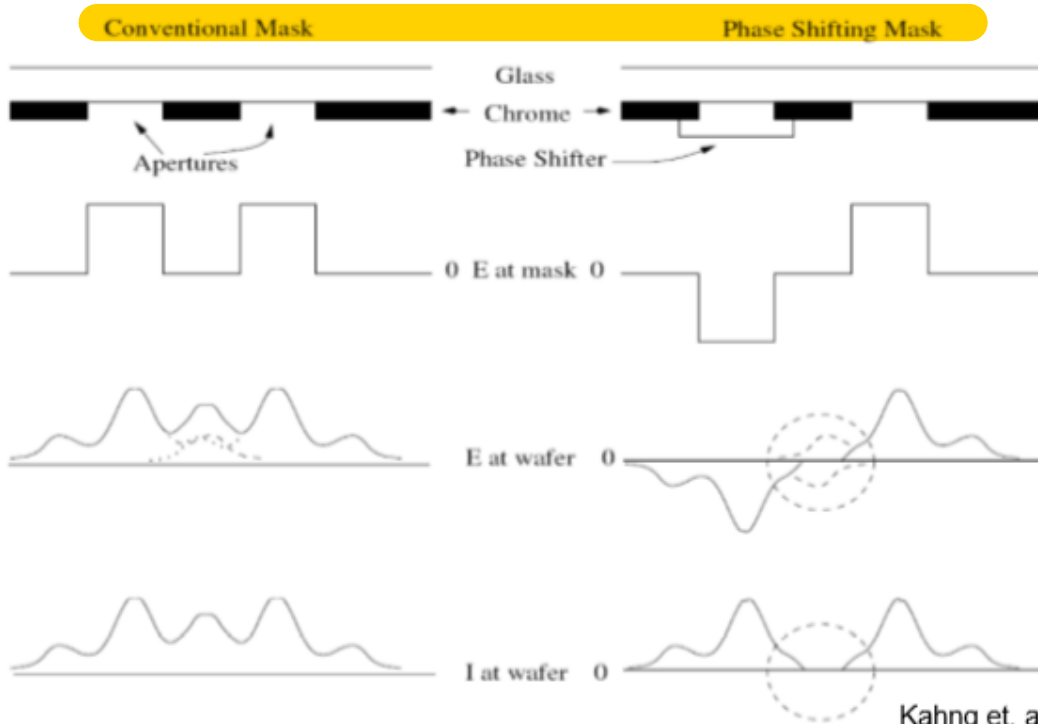 Conventional Mask
Phase Shifting Mask
Glass
Chrome
Apertures
Phase Shifter
0 E at mask 0
E at wafer 0
I at wafer 0
Kahng et. a